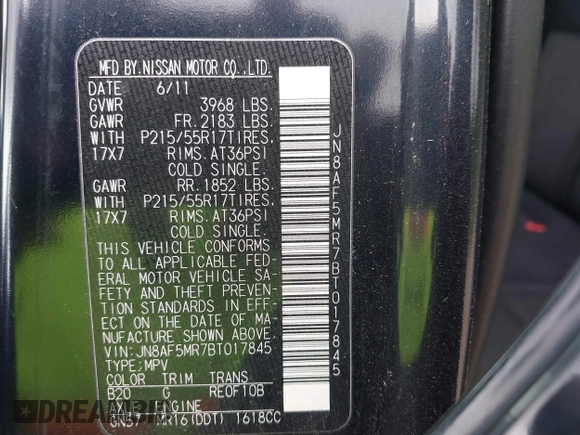 MFD BY. NISSAN MOTOR CO., LTD.
DATE 6/11
GVWR 3968 LBS.
GAWR FR. 2183 LBS.
WITH P215/55R17TIRES,
17X7 RIMS, AT36PSI
COLD SINGLE.
GAWR RR. 1852 LBS.
WITH P215/55R17TIRES,
17X7 RIMS, AT36PSI
COLD SINGLE.
THIS VEHICLE CONFORMS
TO ALL APPLICABLE FED-
ERAL MOTOR VEHICLE SA-
FETY AND THEFT PREVEN-
TION STANDARDS IN EFF-
ECT ON THE DATE OF MA-
NUFACTURE SHOWN ABOVE.
VIN: JN8AF5MR7BT017845
TYPE: MPV
COLOR TRIM TRANS
B20 G RE0F10B
AXLE ENGINE
GN37 MR16(DDT) 1618CC
JN8AF5MR7BT017845
DREAMBID